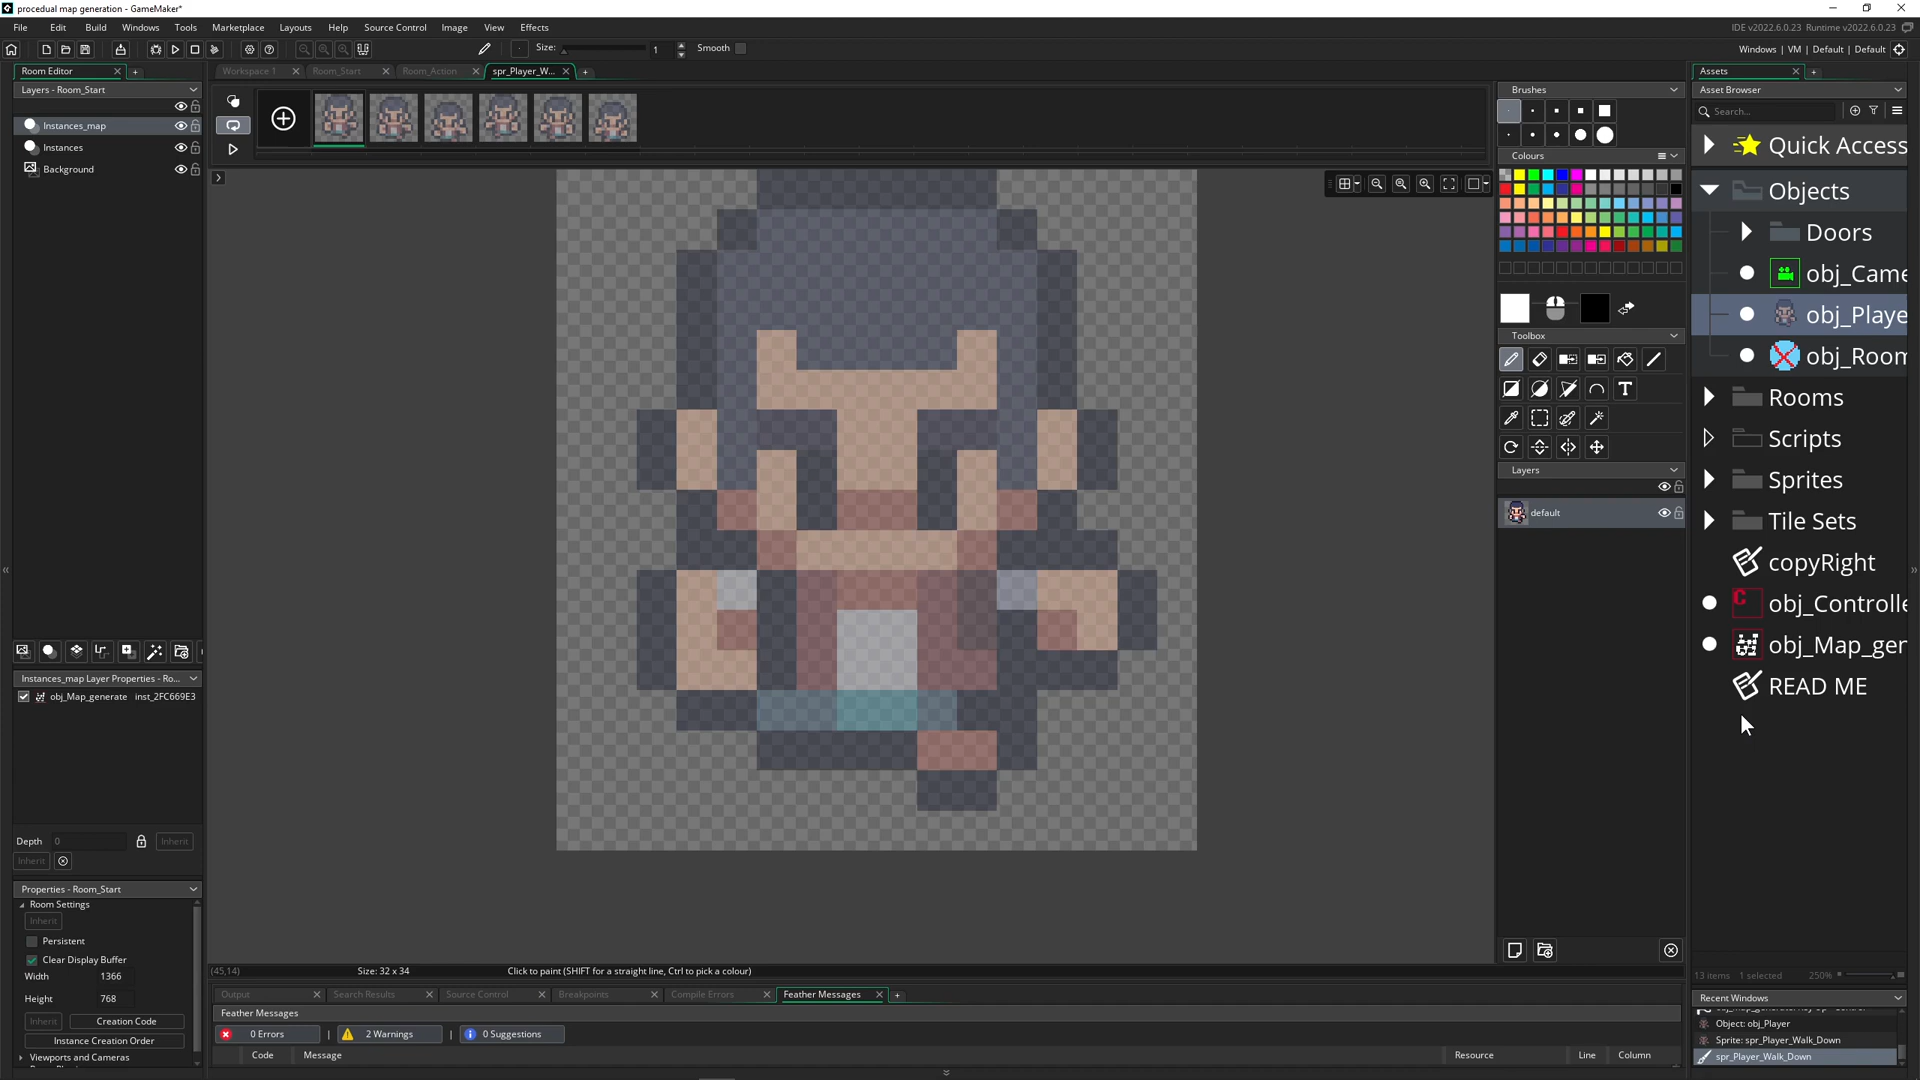 procedual map generation - GameMaker*
File Edit Build Windows Tools Marketplace Layouts Help Source Control Image View Effects
IDE v2022.6.0.23 Runtime v2022.6.0.23
Size: 1 Smooth
Windows | VM | Default | Default
Room Editor
Workspace 1 Room_Start Room_Action spr_Player_W...
Assets
Layers - Room_Start
Brushes
Asset Browser
Search...
Instances_map
Instances
Background
Quick Access
Colours
Objects
Doors
obj_Came
obj_Playe
Toolbox
obj_Room
Rooms
Scripts
Layers
Sprites
default
Tile Sets
copyRight
obj_Controlle
obj_Map_ger
READ ME
Instances_map Layer Properties - Ro...
obj_Map_generate inst_2FC669E3
Depth 0 Inherit
Inherit
Properties - Room_Start
Room Settings
Inherit
Persistent
Clear Display Buffer
Width 1366
Height 768
Inherit Creation Code
Instance Creation Order
Viewports and Cameras
(45,14) Size: 32 x 34 Click to paint (SHIFT for a straight line, Ctrl to pick a colour)
13 items 1 selected 250%
Output Search Results Source Control Breakpoints Compile Errors Feather Messages
Recent Windows
Feather Messages
Object: obj_Player
0 Errors | 2 Warnings | 0 Suggestions
Sprite: spr_Player_Walk_Down
Code Message Resource Line Column
spr_Player_Walk_Down